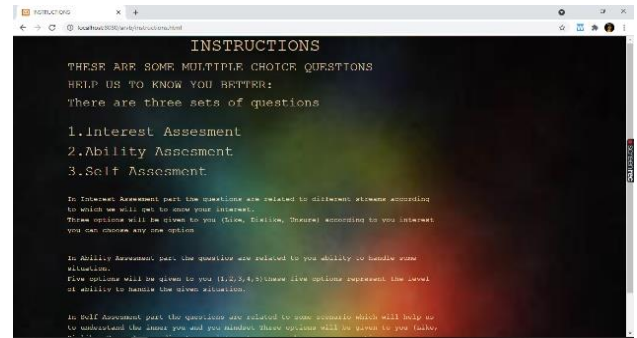 INSTRUCTIONS
localhost
INSTRUCTIONS
THESE ARE SOME MULTIPLE CHOICE QUESTIONS
HELP US TO KNOW YOU BETTER:
There are three sets of questions
1.Interest Assesment
2.Ability Assesment
3.Self Assesment
In Interest Assesment part the questions are related to different streams according
to which we will get to know your interest.
Three options will be given to you (Like, Dislike, Unsure) according to you interest
you can choose any one option
In Ability Assesment part the questios are related to you ability to handle some
situation.
Five options will be given to you (1,2,3,4,5)these five options represent the level
of ability to handle the given situation.
In Self Assesment part the questions are related to some scenario which will help us
to understand the inner you and you mindset Three options will be given to you (Like,